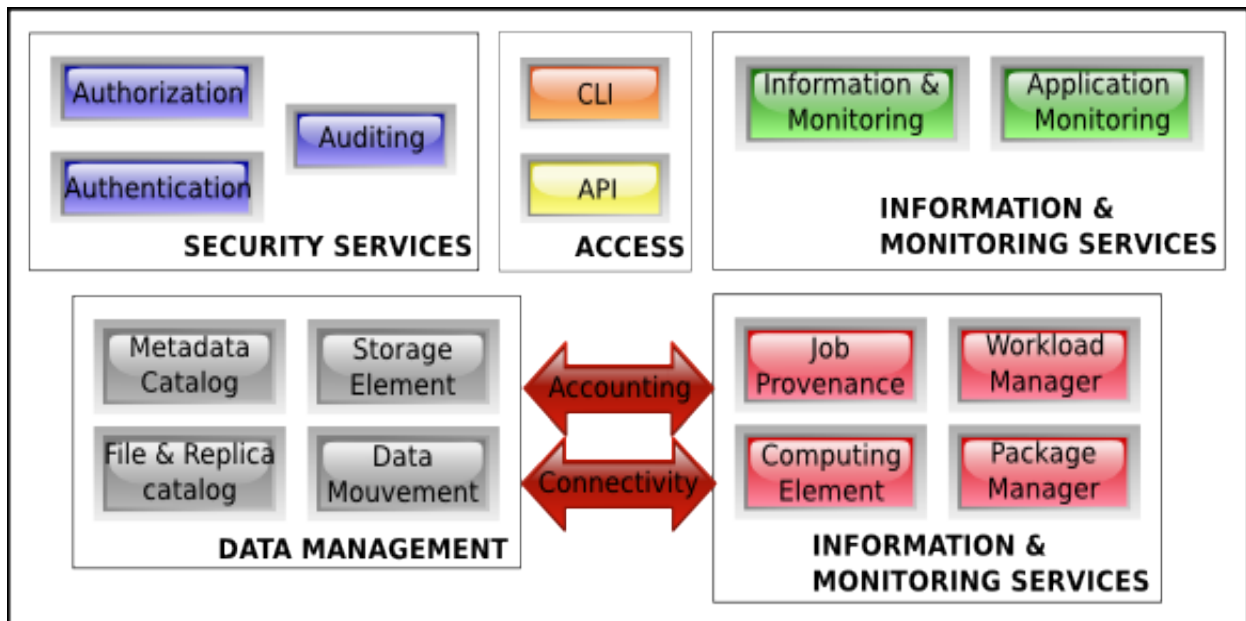 Authorization
Auditing
Authentication
SECURITY SERVICES
CLI
API
ACCESS
Information &
Monitoring
Application
Monitoring
INFORMATION &
MONITORING SERVICES
Metadata
Catalog
Storage
Element
File & Replica
catalog
Data
Mouvement
DATA MANAGEMENT
Accounting
Connectivity
Job
Provenance
Workload
Manager
Computing
Element
Package
Manager
INFORMATION &
MONITORING SERVICES